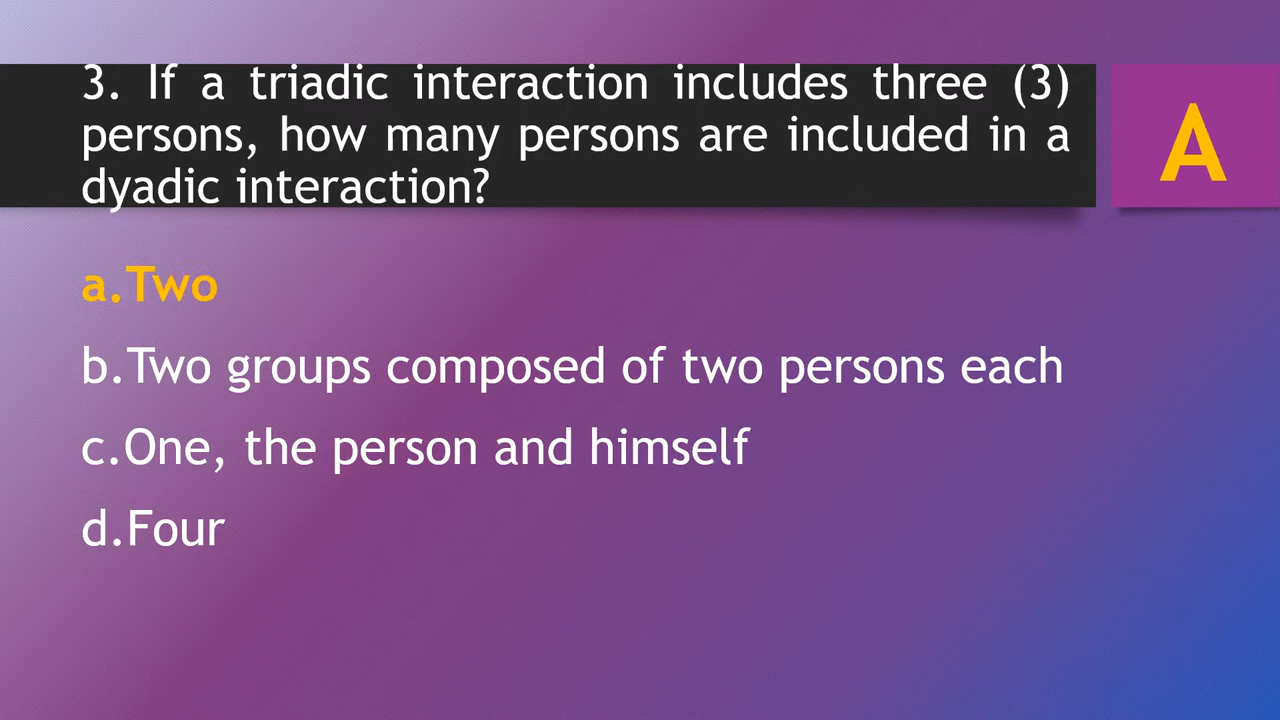 3. If a triadic interaction includes three (3)
persons, how many persons are included in a
dyadic interaction?
A
a.Two
b.Two groups composed of two persons each
c.One, the person and himself
d.Four